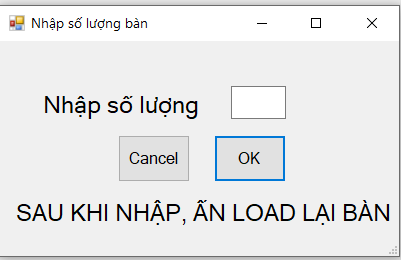 Nhập số lượng bàn
Nhập số lượng
Cancel OK
SAU KHI NHẬP, ẤN LOAD LẠI BÀN